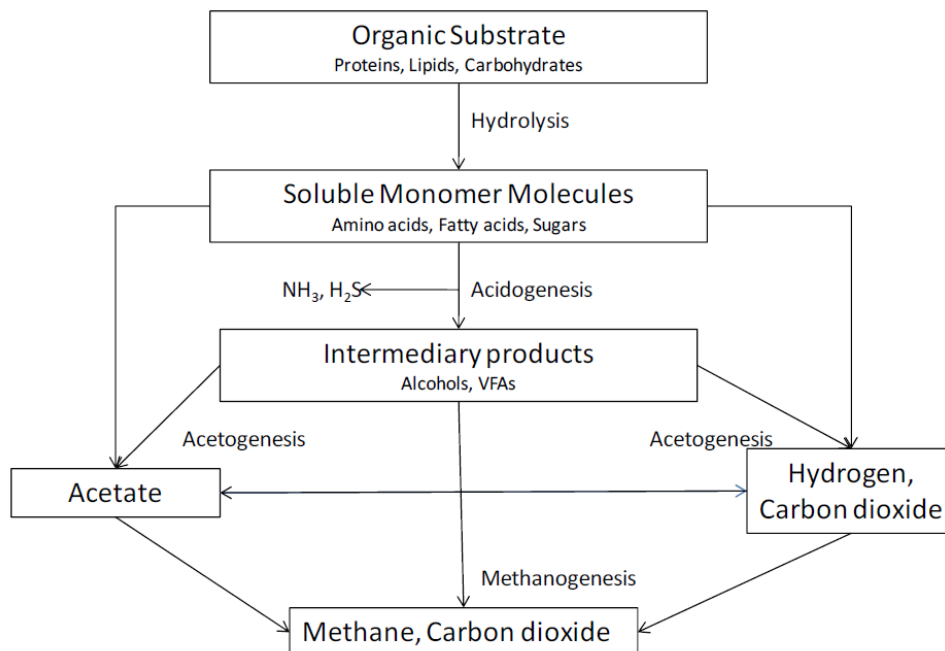 Organic Substrate
Proteins, Lipids, Carbohydrates
Hydrolysis
Soluble Monomer Molecules
Amino acids, Fatty acids, Sugars
NH₃, H₂S
Acidogenesis
Intermediary products
Alcohols, VFAs
Acetogenesis
Acetogenesis
Acetate
Hydrogen,
Carbon dioxide
Methanogenesis
Methane, Carbon dioxide